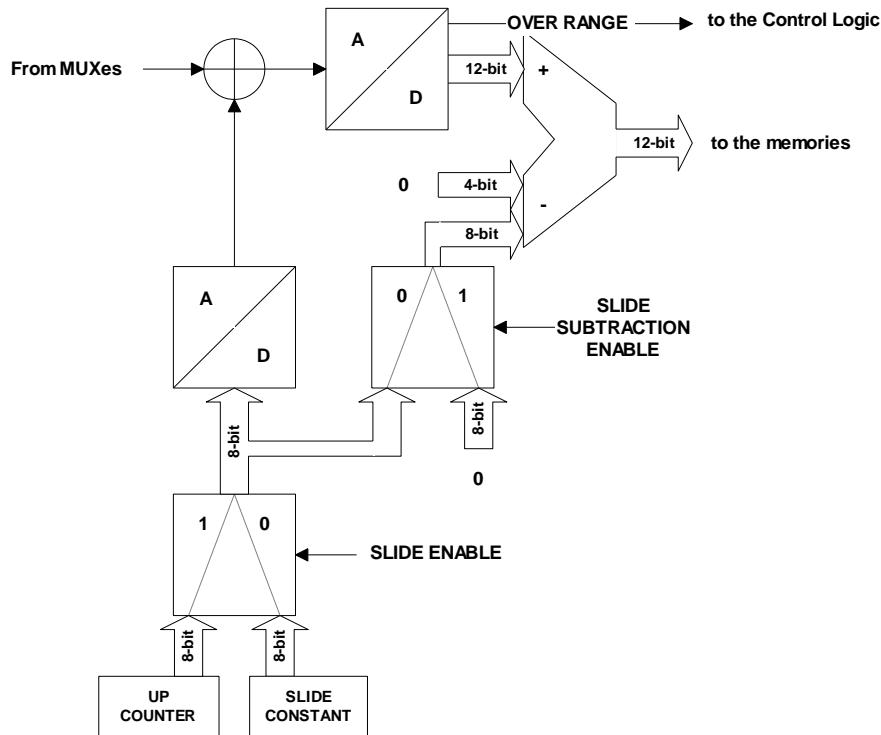 OVER RANGE
to the Control Logic
A
From MUXes
12-bit
+
D
12-bit
to the memories
0
4-bit
-
8-bit
A
0
1
SLIDE
SUBTRACTION
ENABLE
D
8-bit
8-bit
0
1
0
SLIDE ENABLE
8-bit
8-bit
UP
COUNTER
SLIDE
CONSTANT